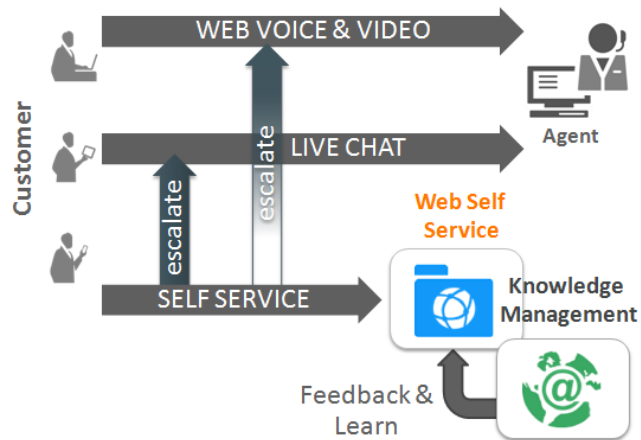 WEB VOICE & VIDEO
Customer
escalate
escalate
LIVE CHAT
Agent
Web Self
Service
SELF SERVICE
Knowledge
Management
@
Feedback &
Learn